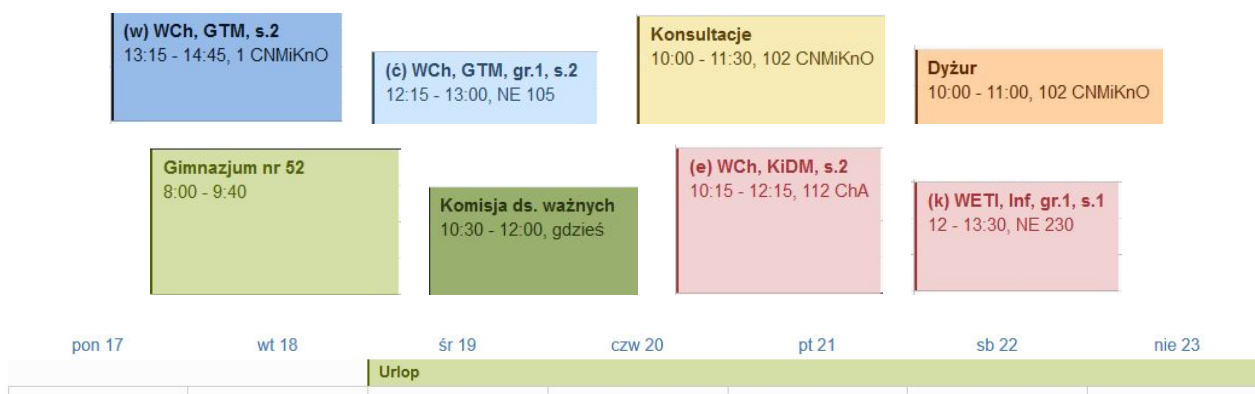 (w) WCh, GTM, s.2
13:15 - 14:45, 1 CNMiKnO
(ć) WCh, GTM, gr.1, s.2
12:15 - 13:00, NE 105
Konsultacje
10:00 - 11:30, 102 CNMiKnO
Dyżur
10:00 - 11:00, 102 CNMiKnO
Gimnazjum nr 52
8:00 - 9:40
Komisja ds. ważnych
10:30 - 12:00, gdzieś
(e) WCh, KiDM, s.2
10:15 - 12:15, 112 ChA
(k) WETI, Inf, gr.1, s.1
12 - 13:30, NE 230
pon 17 wt 18 śr 19 czw 20 pt 21 sb 22 nie 23
Urlop